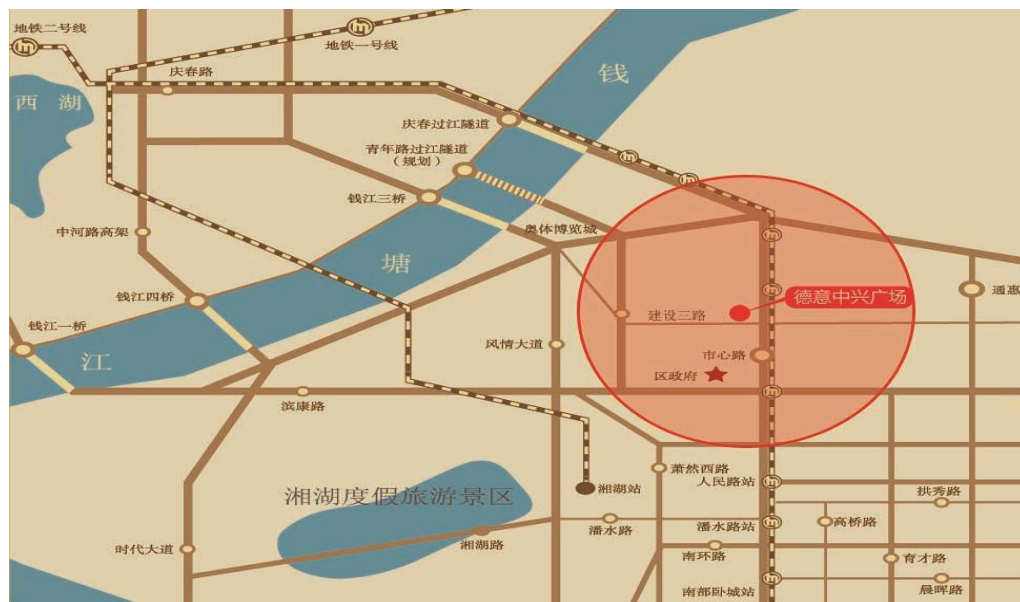 地铁二号线
地铁一号线
庆春路
西湖
钱
庆春过江隧道
青年路过江隧道
（规划）
钱江三桥
奥体博览城
中河路高架
塘
钱江四桥
通惠
德意中兴广场
建设三路
钱江一桥
江
风情大道
市心路
区政府
滨康路
萧然西路
人民路站
湘湖度假旅游景区
湘湖站
拱秀路
潘水路
潘水路站
高桥路
湘湖路
时代大道
南环路
育才路
南部卧城站
晨晖路